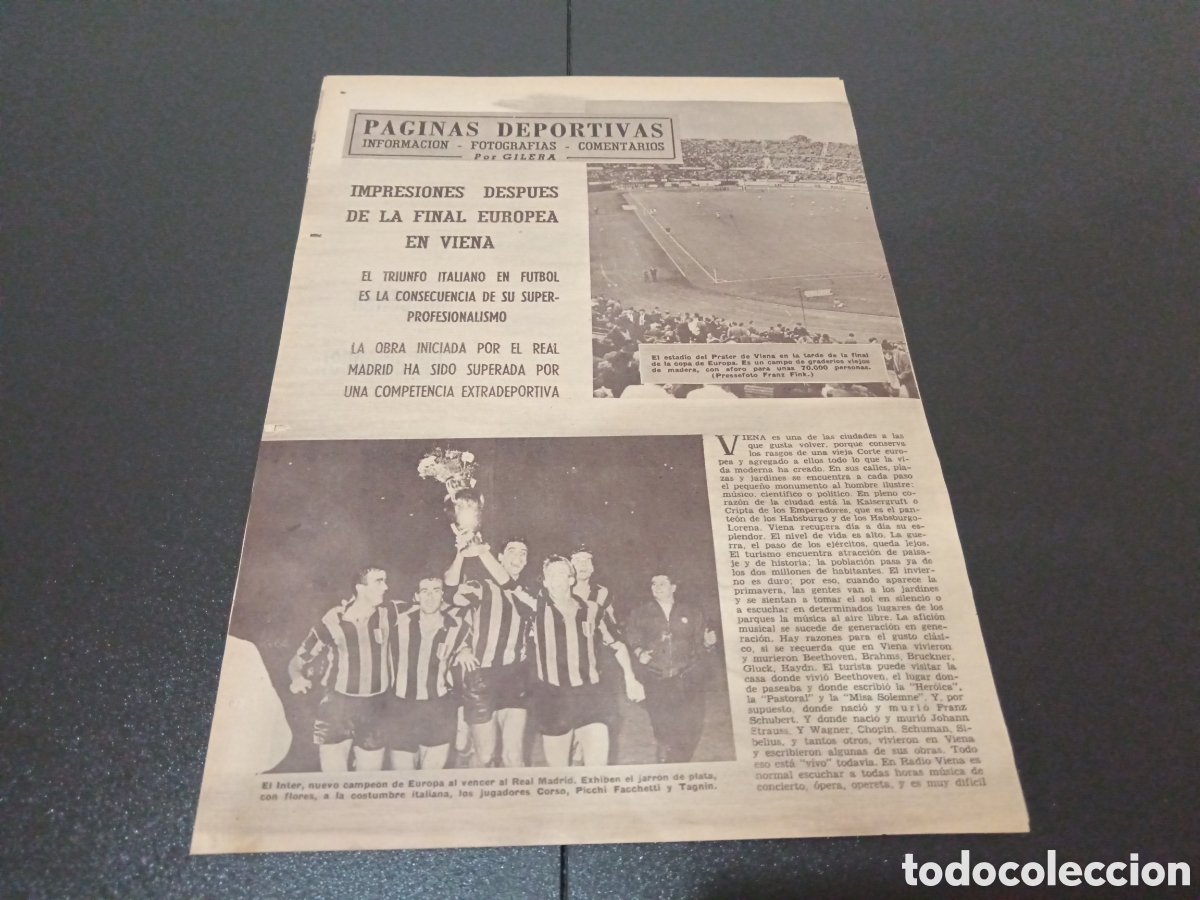 PAGINAS DEPORTIVAS
INFORMACION - FOTOGRAFIAS - COMENTARIOS
Por GILERA
IMPRESIONES DESPUES
DE LA FINAL EUROPEA
EN VIENA
EL TRIUNFO ITALIANO EN FUTBOL
ES LA CONSECUENCIA DE SU SUPER-
PROFESIONALISMO
LA OBRA INICIADA POR EL REAL
MADRID HA SIDO SUPERADA POR
UNA COMPETENCIA EXTRADEPORTIVA
El estadio del Prater de Viena en la tarde de la final
de la copa de Europa. Es un campo de graderíos viejos
de madera, con aforo para unas 70.000 personas.
(Pressefoto Franz Fink.)
VIENA es una de las ciudades a las
que gusta volver, porque conserva
los rasgos de una vieja Corte euro-
pea y agregado a ellos todo lo que la vi-
da moderna ha creado. En sus calles, pla-
zas y jardines se encuentra a cada paso
el pequeño monumento al hombre ilustre:
músico, científico o político. En pleno co-
razón de la ciudad está la Kaisergruft o
Cripta de los Emperadores, que es el pan-
teón de los Habsburgo y de los Habsburgo-
Lorena. Viena recupera día a día su es-
plendor. El nivel de vida es alto. La gue-
rra, el paso de los ejércitos, queda lejos.
El turismo encuentra atracción de paisa-
je y de historia; la población pasa ya de
los dos millones de habitantes. El invier-
no es duro; por eso, cuando aparece la
primavera, las gentes van a los jardines
y se sientan a tomar el sol en silencio o
a escuchar en determinados lugares de los
parques la música al aire libre. La afición
musical se sucede de generación en gene-
ración. Hay razones para el gusto clási-
co, si se recuerda que en Viena vivieron
y murieron Beethoven, Brahms, Bruckner,
Gluck, Haydn. El turista puede visitar la
casa donde vivió Beethoven, el lugar don-
de paseaba y donde escribió la "Heróica",
la "Pastoral" y la "Misa Solemne". Y, por
supuesto, donde nació y murió Franz
Schubert. Y donde nació y murió Johann
Strauss. Y Wagner, Chopin, Schuman, Si-
belius, y tantos otros, vivieron en Viena
y escribieron algunas de sus obras. Todo
eso está "vivo" todavía. En Radio Viena es
normal escuchar a todas horas música de
concierto, ópera, opereta, y es muy difícil
El Inter, nuevo campeón de Europa al vencer al Real Madrid. Exhiben el jarrón de plata,
con flores, a la costumbre italiana, los jugadores Corso, Picchi Facchetti y Tagnin.
todocoleccion.net